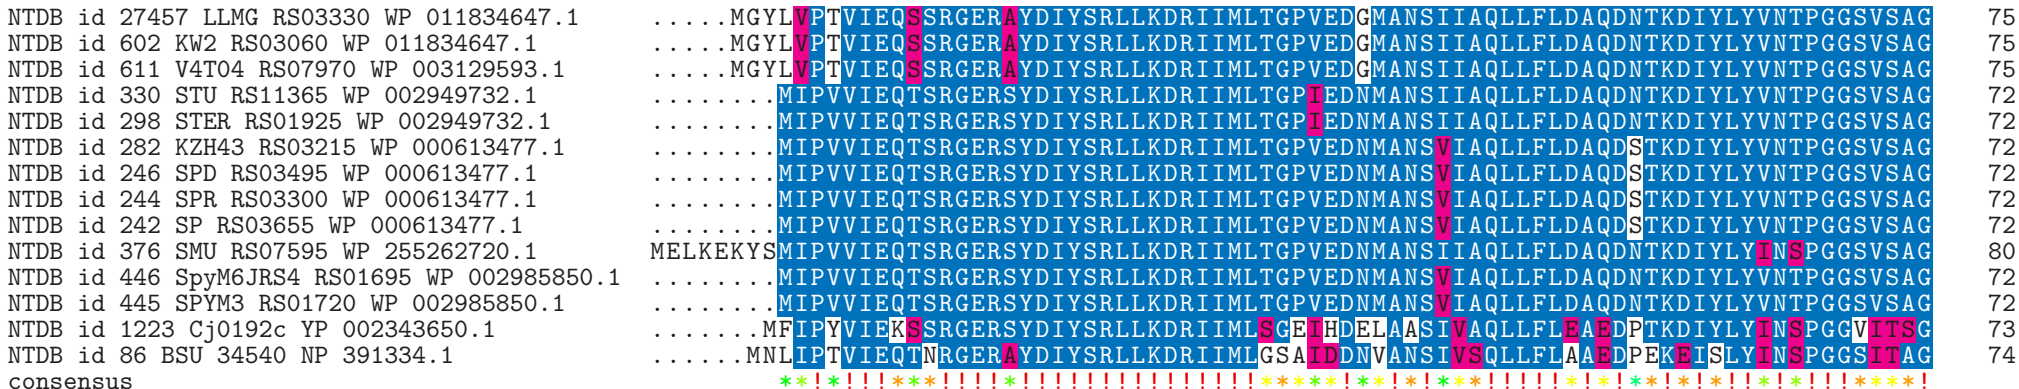 NTDB id 27457 LLMG RS03330 WP 011834647.1 .....MGYLVPTVIEQSSRGERAYDIYSRLLKDRIIMLTGPVEDGMANSIIAQLLFLDAQDNTKDIYLYVNTPGGSVSAG 75
NTDB id 602 KW2 RS03060 WP 011834647.1 .....MGYLVPTVIEQSSRGERAYDIYSRLLKDRIIMLTGPVEDGMANSIIAQLLFLDAQDNTKDIYLYVNTPGGSVSAG 75
NTDB id 611 V4T04 RS07970 WP 003129593.1 .....MGYLVPTVIEQSSRGERAYDIYSRLLKDRIIMLTGPVEDGMANSIIAQLLFLDAQDNTKDIYLYVNTPGGSVSAG 75
NTDB id 330 STU RS11365 WP 002949732.1 ........MIPVVIEQTSRGERSYDIYSRLLKDRIIMLTGPIEDNMANSIIAQLLFLDAQDNTKDIYLYVNTPGGSVSAG 72
NTDB id 298 STER RS01925 WP 002949732.1 ........MIPVVIEQTSRGERSYDIYSRLLKDRIIMLTGPIEDNMANSIIAQLLFLDAQDNTKDIYLYVNTPGGSVSAG 72
NTDB id 282 KZH43 RS03215 WP 000613477.1 ........MIPVVIEQTSRGERSYDIYSRLLKDRIIMLTGPVEDNMANSVIAQLLFLDAQDSTKDIYLYVNTPGGSVSAG 72
NTDB id 246 SPD RS03495 WP 000613477.1 ........MIPVVIEQTSRGERSYDIYSRLLKDRIIMLTGPVEDNMANSVIAQLLFLDAQDSTKDIYLYVNTPGGSVSAG 72
NTDB id 244 SPR RS03300 WP 000613477.1 ........MIPVVIEQTSRGERSYDIYSRLLKDRIIMLTGPVEDNMANSVIAQLLFLDAQDSTKDIYLYVNTPGGSVSAG 72
NTDB id 242 SP RS03655 WP 000613477.1 ........MIPVVIEQTSRGERSYDIYSRLLKDRIIMLTGPVEDNMANSVIAQLLFLDAQDSTKDIYLYVNTPGGSVSAG 72
NTDB id 376 SMU RS07595 WP 255262720.1 MELKEKYSMIPVVIEQTSRGERSYDIYSRLLKDRIIMLTGPVEDNMANSIIAQLLFLDAQDNTKDIYLYINSPGGSVSAG 80
NTDB id 446 SpyM6JRS4 RS01695 WP 002985850.1 ........MIPVVIEQTSRGERSYDIYSRLLKDRIIMLTGPVEDNMANSVIAQLLFLDAQDNTKDIYLYVNTPGGSVSAG 72
NTDB id 445 SPYM3 RS01720 WP 002985850.1 ........MIPVVIEQTSRGERSYDIYSRLLKDRIIMLTGPVEDNMANSVIAQLLFLDAQDNTKDIYLYVNTPGGSVSAG 72
NTDB id 1223 Cj0192c YP 002343650.1 .......MFIPYVIEKSSRGERSYDIYSRLLKDRIIMLSGEIHDELAASIVAQLLFLEAEDPTKDIYLYINSPGGVITSG 73
NTDB id 86 BSU 34540 NP 391334.1 ......MNLIPTVIEQTNRGERAYDIYSRLLKDRIIMLGSAIDDNVANSIVSQLLFLAAEDPEKEISLYINSPGGSITAG 74
consensus **!*!!!***!!!!*!!!!!!!!!!!!!!!*****!**!*!***!!!!!*!*!**!*!*!!*!*!!!****!